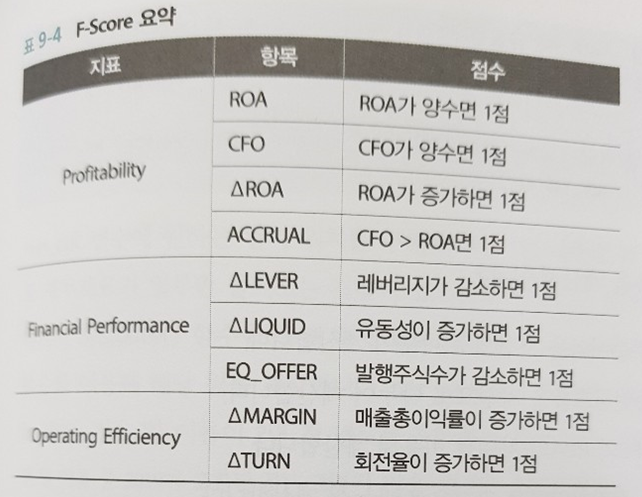 표 9-4 F-Score 요약
지표 항목 점수
Profitability
ROA ROA가 양수면 1점
CFO CFO가 양수면 1점
ΔROA ROA가 증가하면 1점
ACCRUAL CFO > ROA면 1점
Financial Performance
ΔLEVER 레버리지가 감소하면 1점
ΔLIQUID 유동성이 증가하면 1점
EQ_OFFER 발행주식수가 감소하면 1점
Operating Efficiency
ΔMARGIN 매출총이익률이 증가하면 1점
ΔTURN 회전율이 증가하면 1점